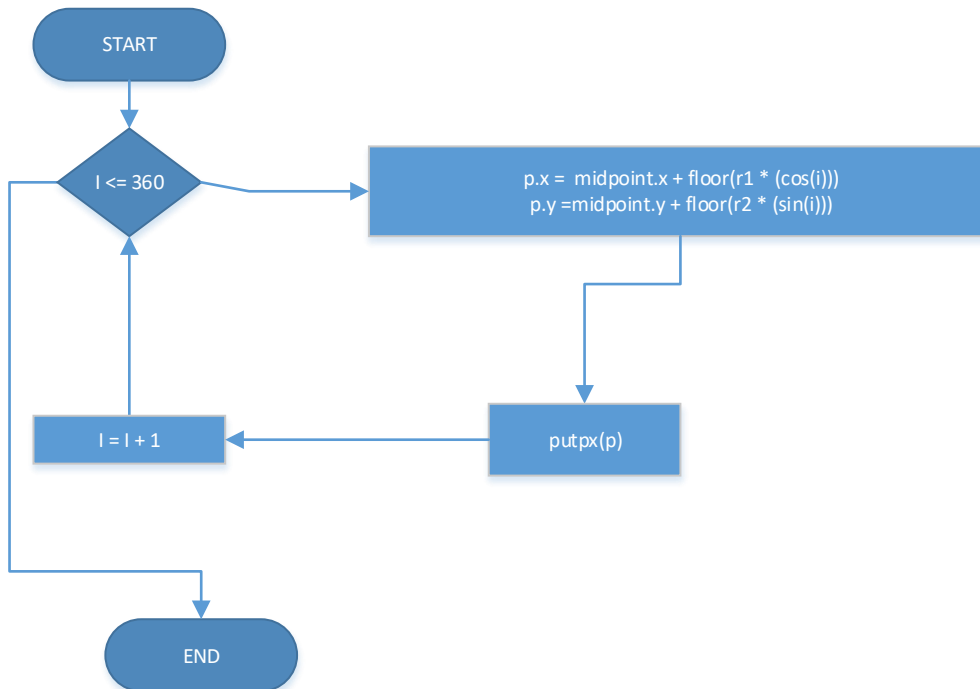 START
I <= 360
p.x = midpoint.x + floor(r1 * (cos(i)))
p.y =midpoint.y + floor(r2 * (sin(i)))
I = I + 1
putpx(p)
END